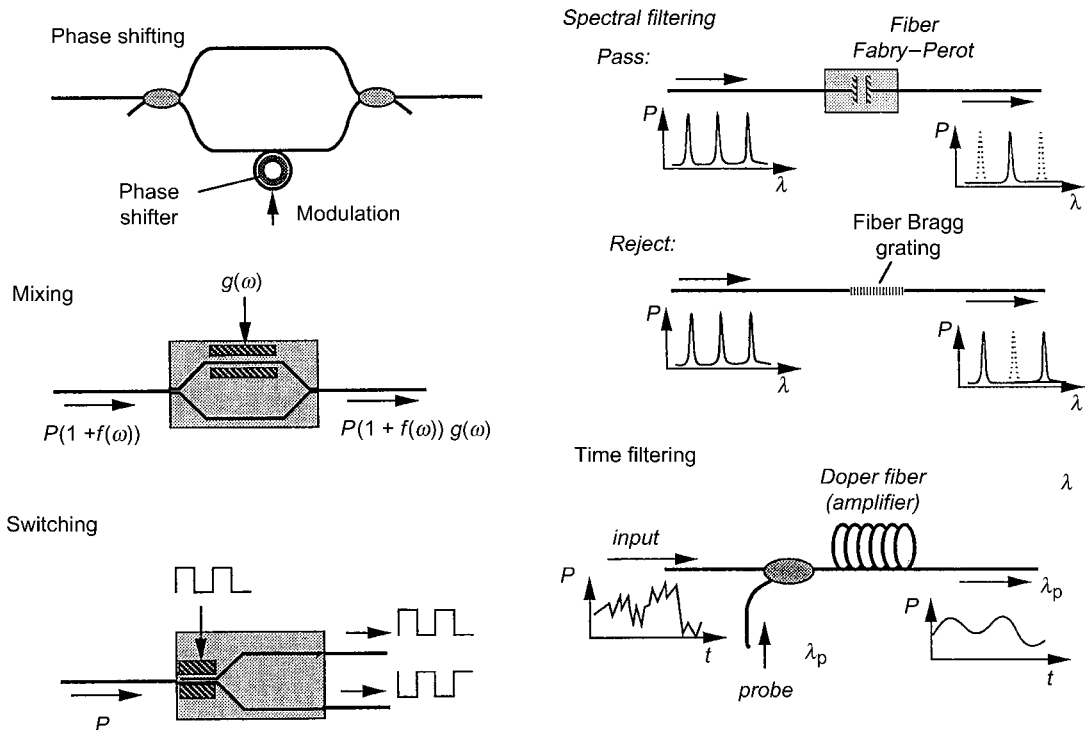 Phase shifting
Phase
shifter
Modulation
Mixing
g(ω)
P(1 +f(ω))
P(1 + f(ω)) g(ω)
Switching
P
Spectral filtering
Pass:
Fiber
Fabry–Perot
P
λ
P
λ
Reject:
Fiber Bragg
grating
P
λ
P
λ
Time filtering
Doper fiber
(amplifier)
λ
input
P
t
λp
probe
λp
P
t